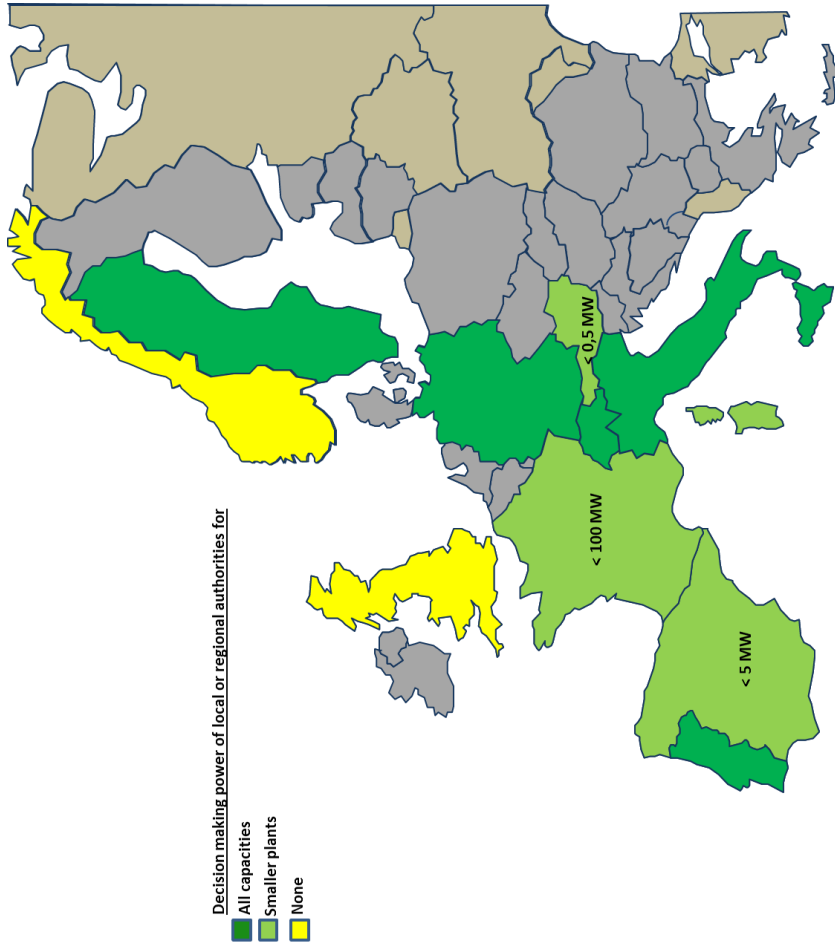 Decision making power of local or regional authorities for
All capacities
Smaller plants
None
< 0,5 MW
< 100 MW
< 5 MW